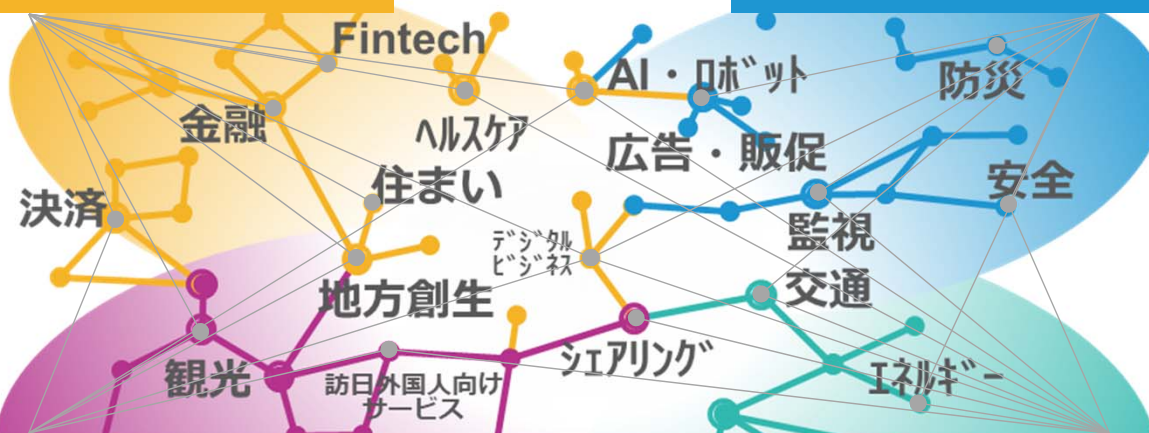 Fintech
AI・ロボット
防災
金融
ヘルスケア
広告・販促
住まい
安全
決済
デジタル
ビジネス
監視
地方創生
交通
シェアリング
観光
訪日外国人向け
サービス
エネルギー